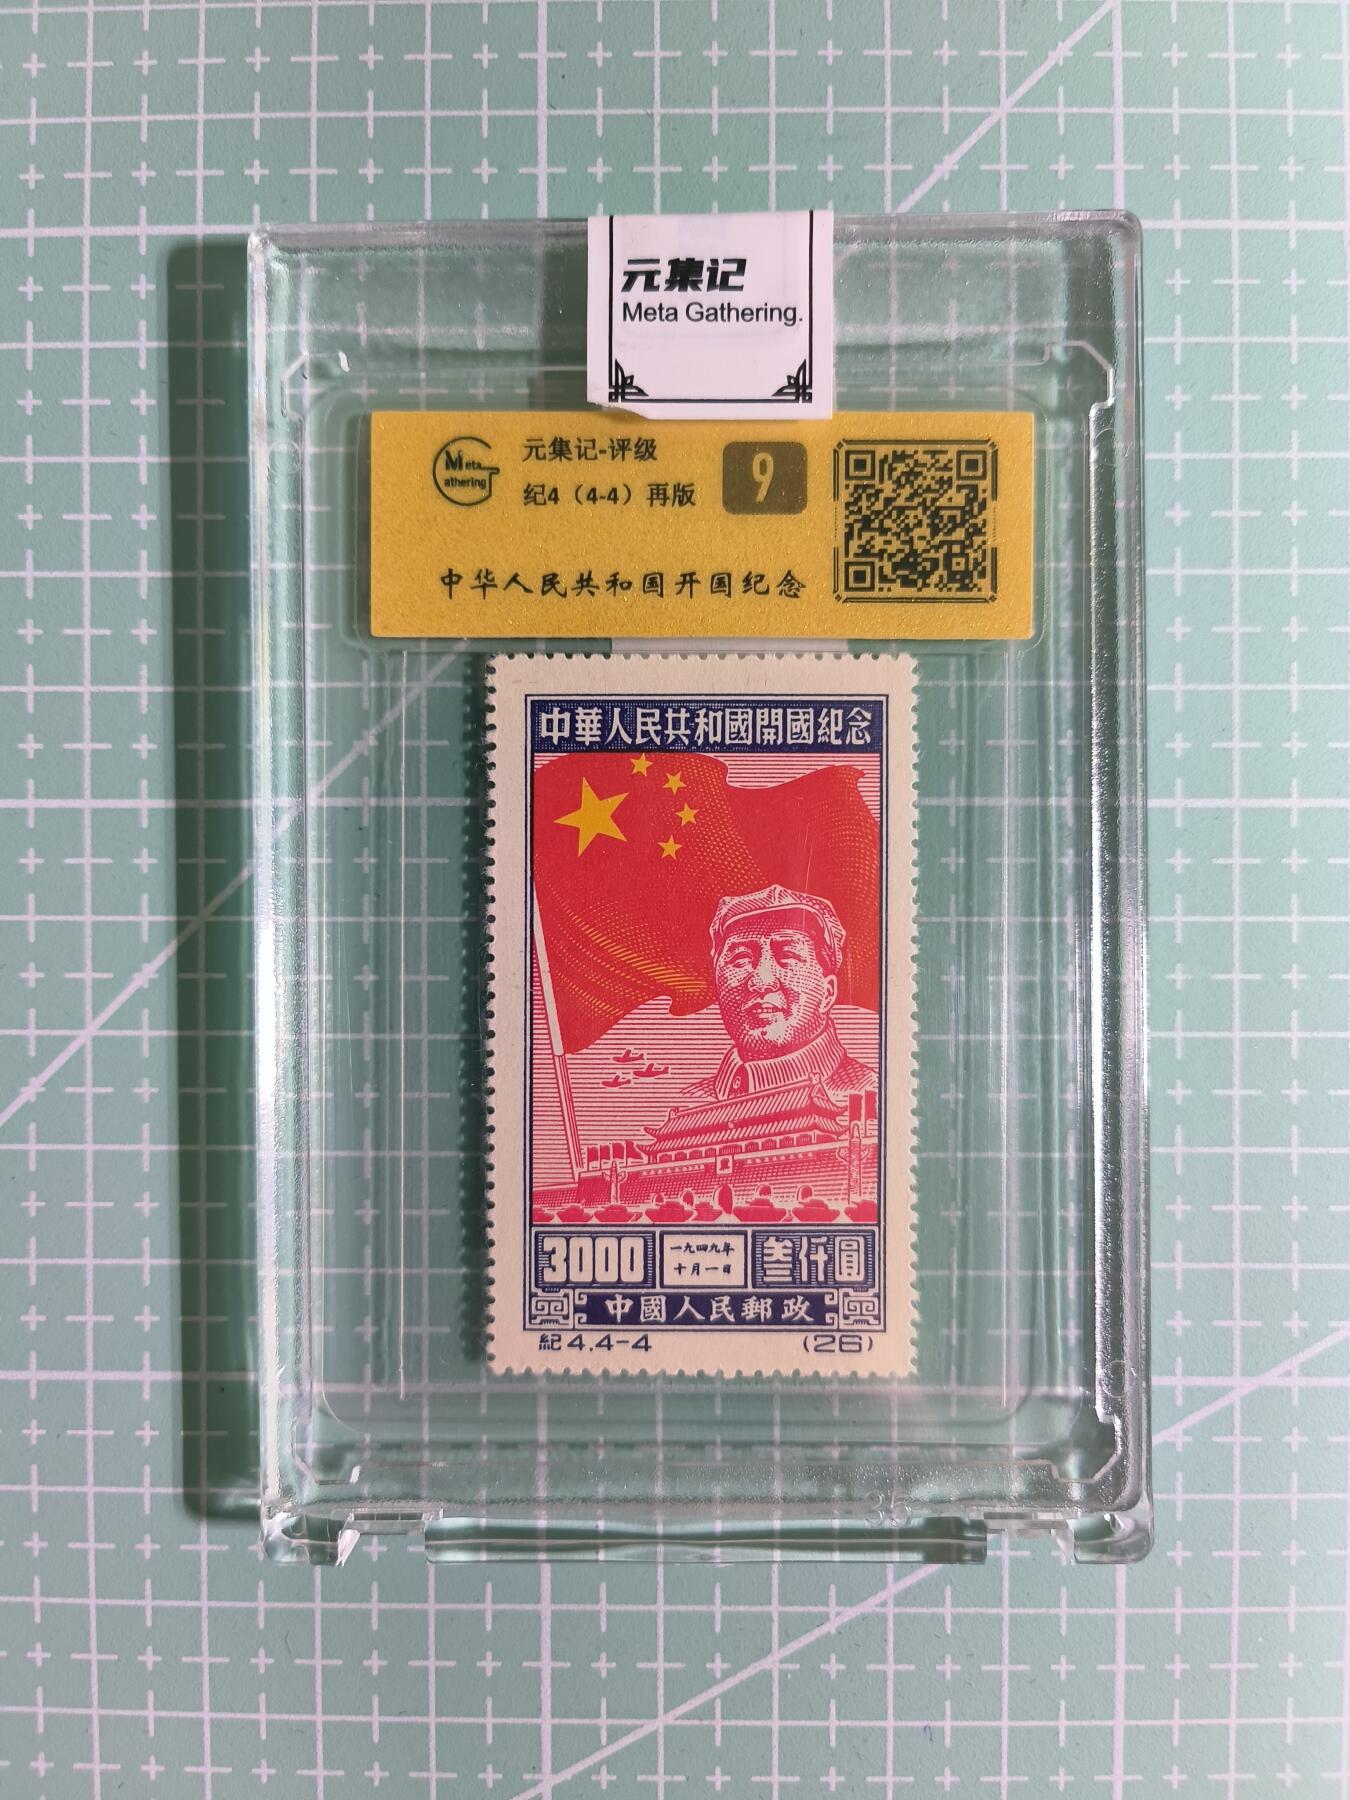 元集记
Meta Gathering.
Meta
athering
元集记-评级
纪4（4-4）再版
9
中华人民共和国开国纪念
中華人民共和國開國紀念
3000
一九四九年
十月一日
叁仟圓
中國人民郵政
紀4.4-4
(26)
35